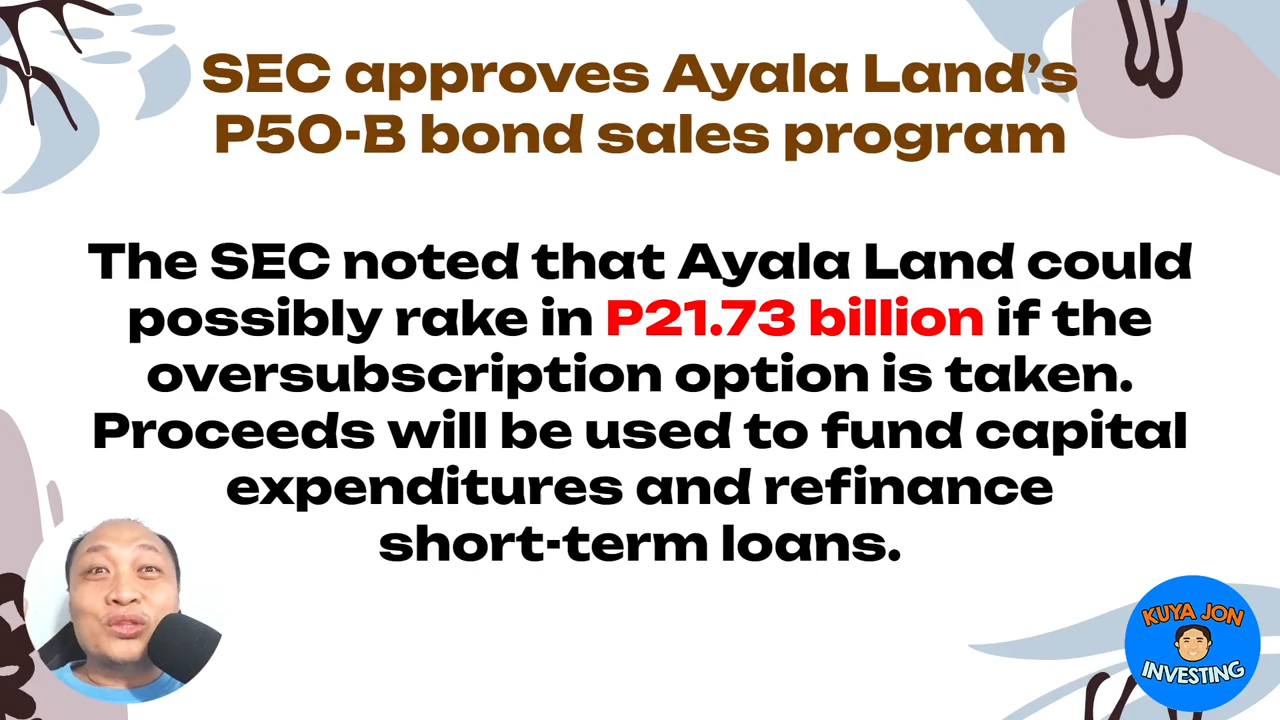 SEC approves Ayala Land’s
P50-B bond sales program
The SEC noted that Ayala Land could
possibly rake in P21.73 billion if the
oversubscription option is taken.
Proceeds will be used to fund capital
expenditures and refinance
short-term loans.
KUYA JON
INVESTING